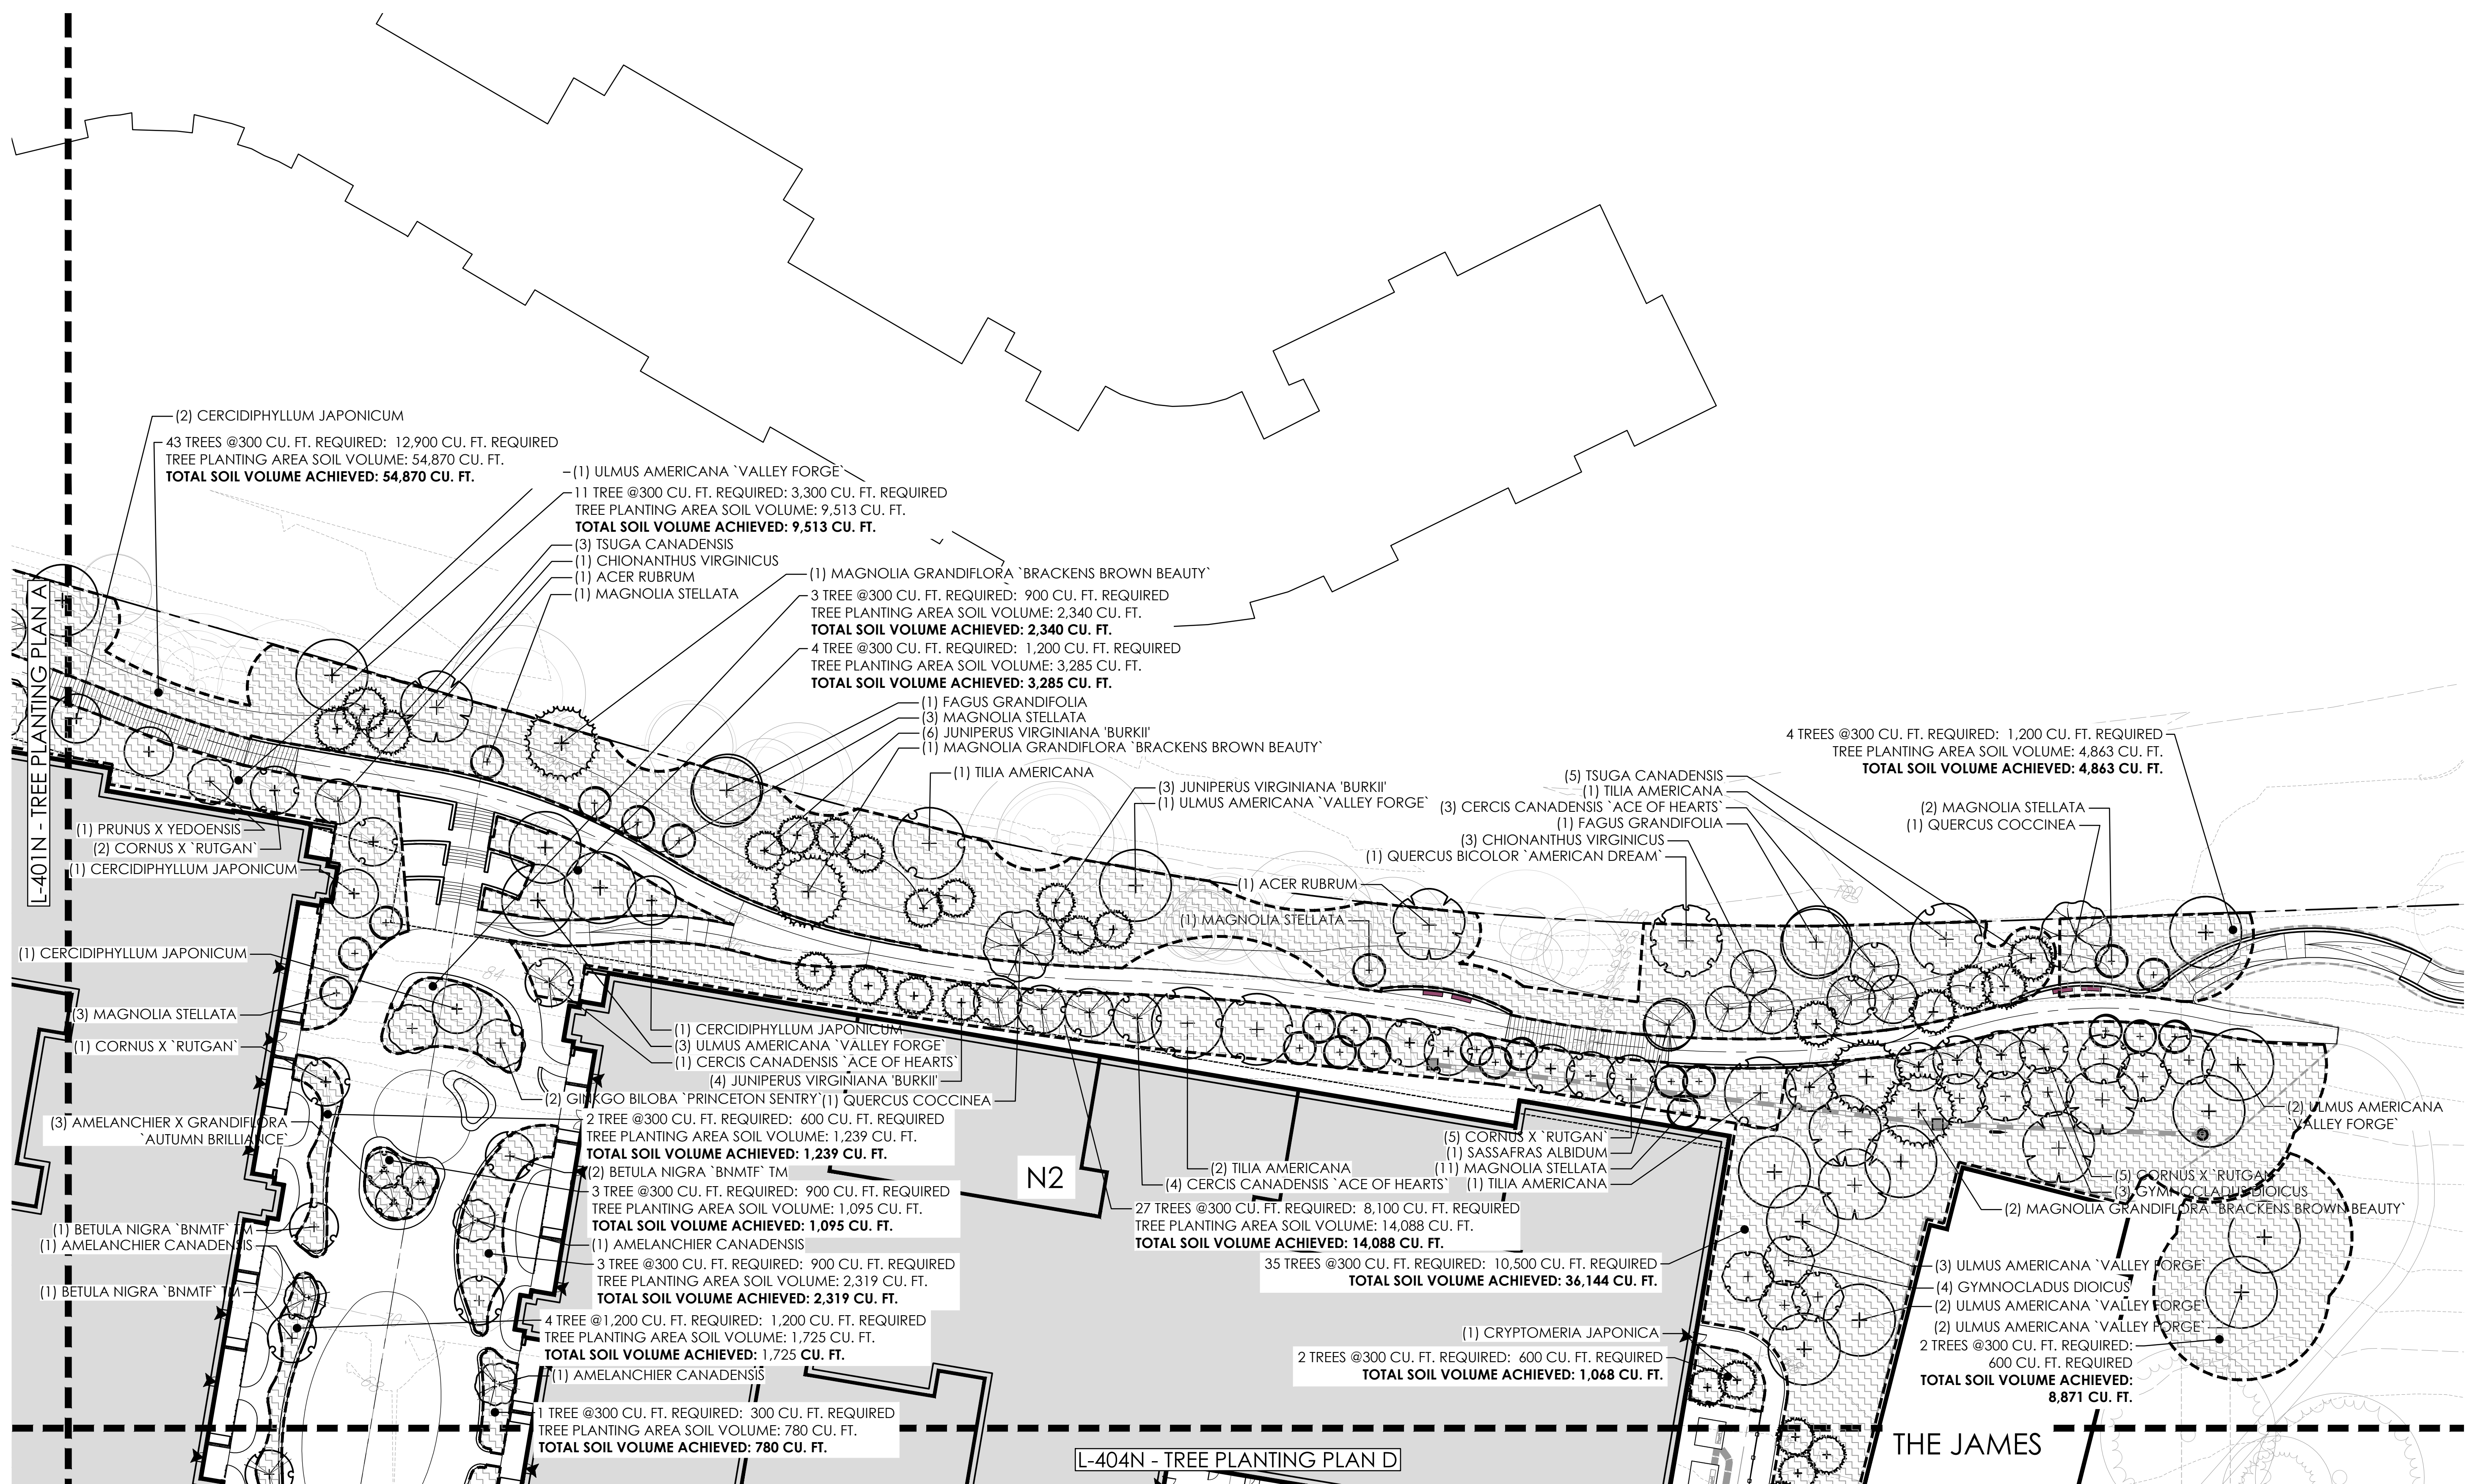 (2) CERCIDIPHYLLUM JAPONICUM
43 TREES @300 CU. FT. REQUIRED: 12,900 CU. FT. REQUIRED
TREE PLANTING AREA SOIL VOLUME: 54,870 CU. FT.
TOTAL SOIL VOLUME ACHIEVED: 54,870 CU. FT.
(1) ULMUS AMERICANA `VALLEY FORGE`
11 TREE @300 CU. FT. REQUIRED: 3,300 CU. FT. REQUIRED
TREE PLANTING AREA SOIL VOLUME: 9,513 CU. FT.
TOTAL SOIL VOLUME ACHIEVED: 9,513 CU. FT.
(3) TSUGA CANADENSIS
(1) CHIONANTHUS VIRGINICUS
(1) ACER RUBRUM
(1) MAGNOLIA STELLATA
(1) MAGNOLIA GRANDIFLORA `BRACKENS BROWN BEAUTY`
3 TREE @300 CU. FT. REQUIRED: 900 CU. FT. REQUIRED
TREE PLANTING AREA SOIL VOLUME: 2,340 CU. FT.
TOTAL SOIL VOLUME ACHIEVED: 2,340 CU. FT.
4 TREE @300 CU. FT. REQUIRED: 1,200 CU. FT. REQUIRED
TREE PLANTING AREA SOIL VOLUME: 3,285 CU. FT.
TOTAL SOIL VOLUME ACHIEVED: 3,285 CU. FT.
(1) FAGUS GRANDIFOLIA
(3) MAGNOLIA STELLATA
(6) JUNIPERUS VIRGINIANA 'BURKII'
(1) MAGNOLIA GRANDIFLORA `BRACKENS BROWN BEAUTY`
(1) TILIA AMERICANA
(3) JUNIPERUS VIRGINIANA 'BURKII'
(1) ULMUS AMERICANA `VALLEY FORGE`
4 TREES @300 CU. FT. REQUIRED: 1,200 CU. FT. REQUIRED
TREE PLANTING AREA SOIL VOLUME: 4,863 CU. FT.
TOTAL SOIL VOLUME ACHIEVED: 4,863 CU. FT.
(5) TSUGA CANADENSIS
(1) TILIA AMERICANA
(3) CERCIS CANADENSIS `ACE OF HEARTS`
(1) FAGUS GRANDIFOLIA
(3) CHIONANTHUS VIRGINICUS
(1) QUERCUS BICOLOR `AMERICAN DREAM`
(2) MAGNOLIA STELLATA
(1) QUERCUS COCCINEA
(1) ACER RUBRUM
(1) MAGNOLIA STELLATA
L-401N - TREE PLANTING PLAN A
(1) PRUNUS X YEDOENSIS
(2) CORNUS X `RUTGAN`
(1) CERCIDIPHYLLUM JAPONICUM
(1) CERCIDIPHYLLUM JAPONICUM
84
(3) MAGNOLIA STELLATA
(1) CORNUS X `RUTGAN`
(3) AMELANCHIER X GRANDIFLORA
`AUTUMN BRILLIANCE`
(1) BETULA NIGRA `BNMTF` TM
(1) AMELANCHIER CANADENSIS
(1) BETULA NIGRA `BNMTF` TM
(1) CERCIDIPHYLLUM JAPONICUM
(3) ULMUS AMERICANA `VALLEY FORGE`
(1) CERCIS CANADENSIS `ACE OF HEARTS`
(4) JUNIPERUS VIRGINIANA 'BURKII'
(2) GINKGO BILOBA `PRINCETON SENTRY`
(1) QUERCUS COCCINEA
2 TREE @300 CU. FT. REQUIRED: 600 CU. FT. REQUIRED
TREE PLANTING AREA SOIL VOLUME: 1,239 CU. FT.
TOTAL SOIL VOLUME ACHIEVED: 1,239 CU. FT.
(2) BETULA NIGRA `BNMTF` TM
3 TREE @300 CU. FT. REQUIRED: 900 CU. FT. REQUIRED
TREE PLANTING AREA SOIL VOLUME: 1,095 CU. FT.
TOTAL SOIL VOLUME ACHIEVED: 1,095 CU. FT.
(1) AMELANCHIER CANADENSIS
3 TREE @300 CU. FT. REQUIRED: 900 CU. FT. REQUIRED
TREE PLANTING AREA SOIL VOLUME: 2,319 CU. FT.
TOTAL SOIL VOLUME ACHIEVED: 2,319 CU. FT.
4 TREE @1,200 CU. FT. REQUIRED: 1,200 CU. FT. REQUIRED
TREE PLANTING AREA SOIL VOLUME: 1,725 CU. FT.
TOTAL SOIL VOLUME ACHIEVED: 1,725 CU. FT.
(1) AMELANCHIER CANADENSIS
1 TREE @300 CU. FT. REQUIRED: 300 CU. FT. REQUIRED
TREE PLANTING AREA SOIL VOLUME: 780 CU. FT.
TOTAL SOIL VOLUME ACHIEVED: 780 CU. FT.
N2
(2) TILIA AMERICANA
(4) CERCIS CANADENSIS `ACE OF HEARTS`
27 TREES @300 CU. FT. REQUIRED: 8,100 CU. FT. REQUIRED
TREE PLANTING AREA SOIL VOLUME: 14,088 CU. FT.
TOTAL SOIL VOLUME ACHIEVED: 14,088 CU. FT.
(5) CORNUS X `RUTGAN`
(1) SASSAFRAS ALBIDUM
(11) MAGNOLIA STELLATA
(1) TILIA AMERICANA
35 TREES @300 CU. FT. REQUIRED: 10,500 CU. FT. REQUIRED
TOTAL SOIL VOLUME ACHIEVED: 36,144 CU. FT.
(1) CRYPTOMERIA JAPONICA
2 TREES @300 CU. FT. REQUIRED: 600 CU. FT. REQUIRED
TOTAL SOIL VOLUME ACHIEVED: 1,068 CU. FT.
(2) ULMUS AMERICANA
`VALLEY FORGE`
(5) CORNUS X `RUTGAN`
(3) GYMNOCLADUS DIOICUS
(2) MAGNOLIA GRANDIFLORA `BRACKENS BROWN BEAUTY`
(3) ULMUS AMERICANA `VALLEY FORGE`
(4) GYMNOCLADUS DIOICUS
(2) ULMUS AMERICANA `VALLEY FORGE`
(2) ULMUS AMERICANA `VALLEY FORGE`
2 TREES @300 CU. FT. REQUIRED:
600 CU. FT. REQUIRED
TOTAL SOIL VOLUME ACHIEVED:
8,871 CU. FT.
L-404N - TREE PLANTING PLAN D
THE JAMES